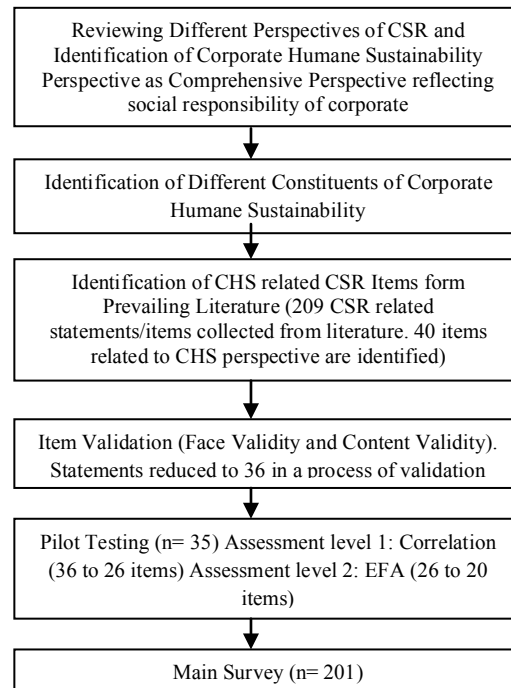 Reviewing Different Perspectives of CSR and
Identification of Corporate Humane Sustainability
Perspective as Comprehensive Perspective reflecting
social responsibility of corporate
Identification of Different Constituents of Corporate
Humane Sustainability
Identification of CHS related CSR Items form
Prevailing Literature (209 CSR related
statements/items collected from literature. 40 items
related to CHS perspective are identified)
Item Validation (Face Validity and Content Validity).
Statements reduced to 36 in a process of validation
Pilot Testing (n= 35) Assessment level 1: Correlation
(36 to 26 items) Assessment level 2: EFA (26 to 20
items)
Main Survey (n= 201)